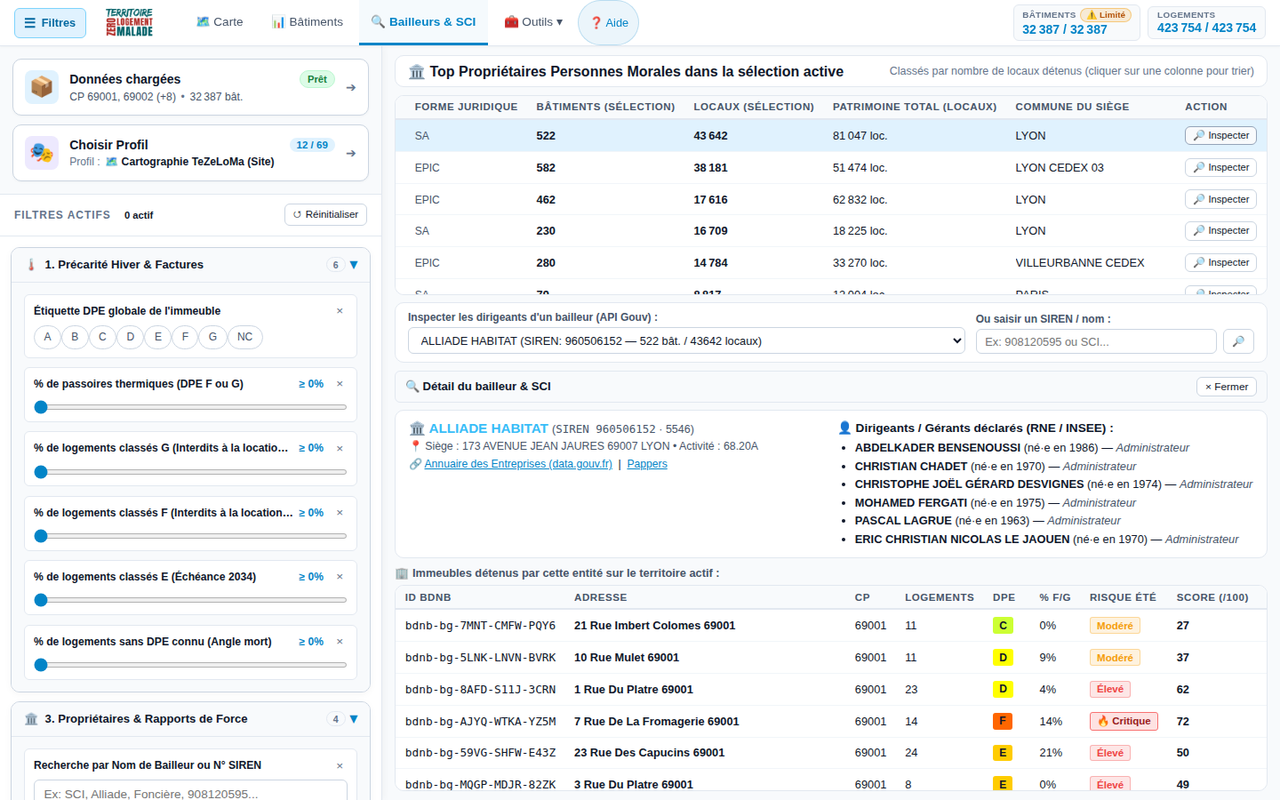 ☰ Filtres
TERRITOIRE
ZERO LOGEMENT
MALADE
🗺️ Carte
📊 Bâtiments
🔍 Bailleurs & SCI
🧰 Outils ▾
❓ Aide
BÂTIMENTS ⚠️ Limité
32 387 / 32 387
LOGEMENTS
423 754 / 423 754
Données chargées
Prêt
CP 69001, 69002 (+8) • 32 387 bât.
→
Choisir Profil
12 / 69
Profil : 🗺️ Cartographie TeZeLoMa (Site)
→
FILTRES ACTIFS 0 actif
↺ Réinitialiser
🌡️ 1. Précarité Hiver & Factures 6 ▼
Étiquette DPE globale de l'immeuble ×
A B C D E F G NC
% de passoires thermiques (DPE F ou G) ≥ 0% ×
% de logements classés G (Interdits à la locatio... ≥ 0% ×
% de logements classés F (Interdits à la location... ≥ 0% ×
% de logements classés E (Échéance 2034) ≥ 0% ×
% de logements sans DPE connu (Angle mort) ≥ 0% ×
🏛️ 3. Propriétaires & Rapports de Force 4 ▼
Recherche par Nom de Bailleur ou N° SIREN ×
Ex: SCI, Alliade, Foncière, 908120595...
🏛️ Top Propriétaires Personnes Morales dans la sélection active
Classés par nombre de locaux détenus (cliquer sur une colonne pour trier)
FORME JURIDIQUE BÂTIMENTS (SÉLECTION) LOCAUX (SÉLECTION) PATRIMOINE TOTAL (LOCAUX) COMMUNE DU SIÈGE ACTION
SA 522 43 642 81 047 loc. LYON 🔎 Inspecter
EPIC 582 38 181 51 474 loc. LYON CEDEX 03 🔎 Inspecter
EPIC 462 17 616 62 832 loc. LYON 🔎 Inspecter
SA 230 16 709 18 225 loc. LYON 🔎 Inspecter
EPIC 280 14 784 33 270 loc. VILLEURBANNE CEDEX 🔎 Inspecter
SA 79 8 817 12 004 loc. PARIS 🔎 Inspecter
Inspecter les dirigeants d'un bailleur (API Gouv) :
ALLIADE HABITAT (SIREN: 960506152 — 522 bât. / 43642 locaux)
Ou saisir un SIREN / nom :
Ex: 908120595 ou SCI...
🔎
🔍 Détail du bailleur & SCI
× Fermer
🏛️ ALLIADE HABITAT (SIREN 960506152 · 5546)
📍 Siège : 173 AVENUE JEAN JAURES 69007 LYON • Activité : 68.20A
🔗 Annuaire des Entreprises (data.gouv.fr) | Pappers
👤 Dirigeants / Gérants déclarés (RNE / INSEE) :
• ABDELKADER BENSENOUSSI (né·e en 1986) — Administrateur
• CHRISTIAN CHADET (né·e en 1970) — Administrateur
• CHRISTOPHE JOËL GÉRARD DESVIGNES (né·e en 1974) — Administrateur
• MOHAMED FERGATI (né·e en 1975) — Administrateur
• PASCAL LAGRUE (né·e en 1963) — Administrateur
• ERIC CHRISTIAN NICOLAS LE JAOUEN (né·e en 1970) — Administrateur
🏢 Immeubles détenus par cette entité sur le territoire actif :
ID BDNB ADRESSE CP LOGEMENTS DPE % F/G RISQUE ÉTÉ SCORE (/100)
bdnb-bg-7MNT-CMFW-PQY6 21 Rue Imbert Colomes 69001 69001 11 C 0% Modéré 27
bdnb-bg-5LNK-LNVN-BVRK 10 Rue Mulet 69001 69001 11 D 9% Modéré 37
bdnb-bg-8AFD-S11J-3CRN 1 Rue Du Platre 69001 69001 23 D 4% Élevé 62
bdnb-bg-AJYQ-WTKA-YZ5M 7 Rue De La Fromagerie 69001 69001 14 F 14% 🔥 Critique 72
bdnb-bg-59VG-SHFW-E43Z 23 Rue Des Capucins 69001 69001 24 E 21% Élevé 50
bdnb-bg-MQGP-MDJR-82ZK 3 Rue Du Platre 69001 69001 8 E 0% Élevé 49